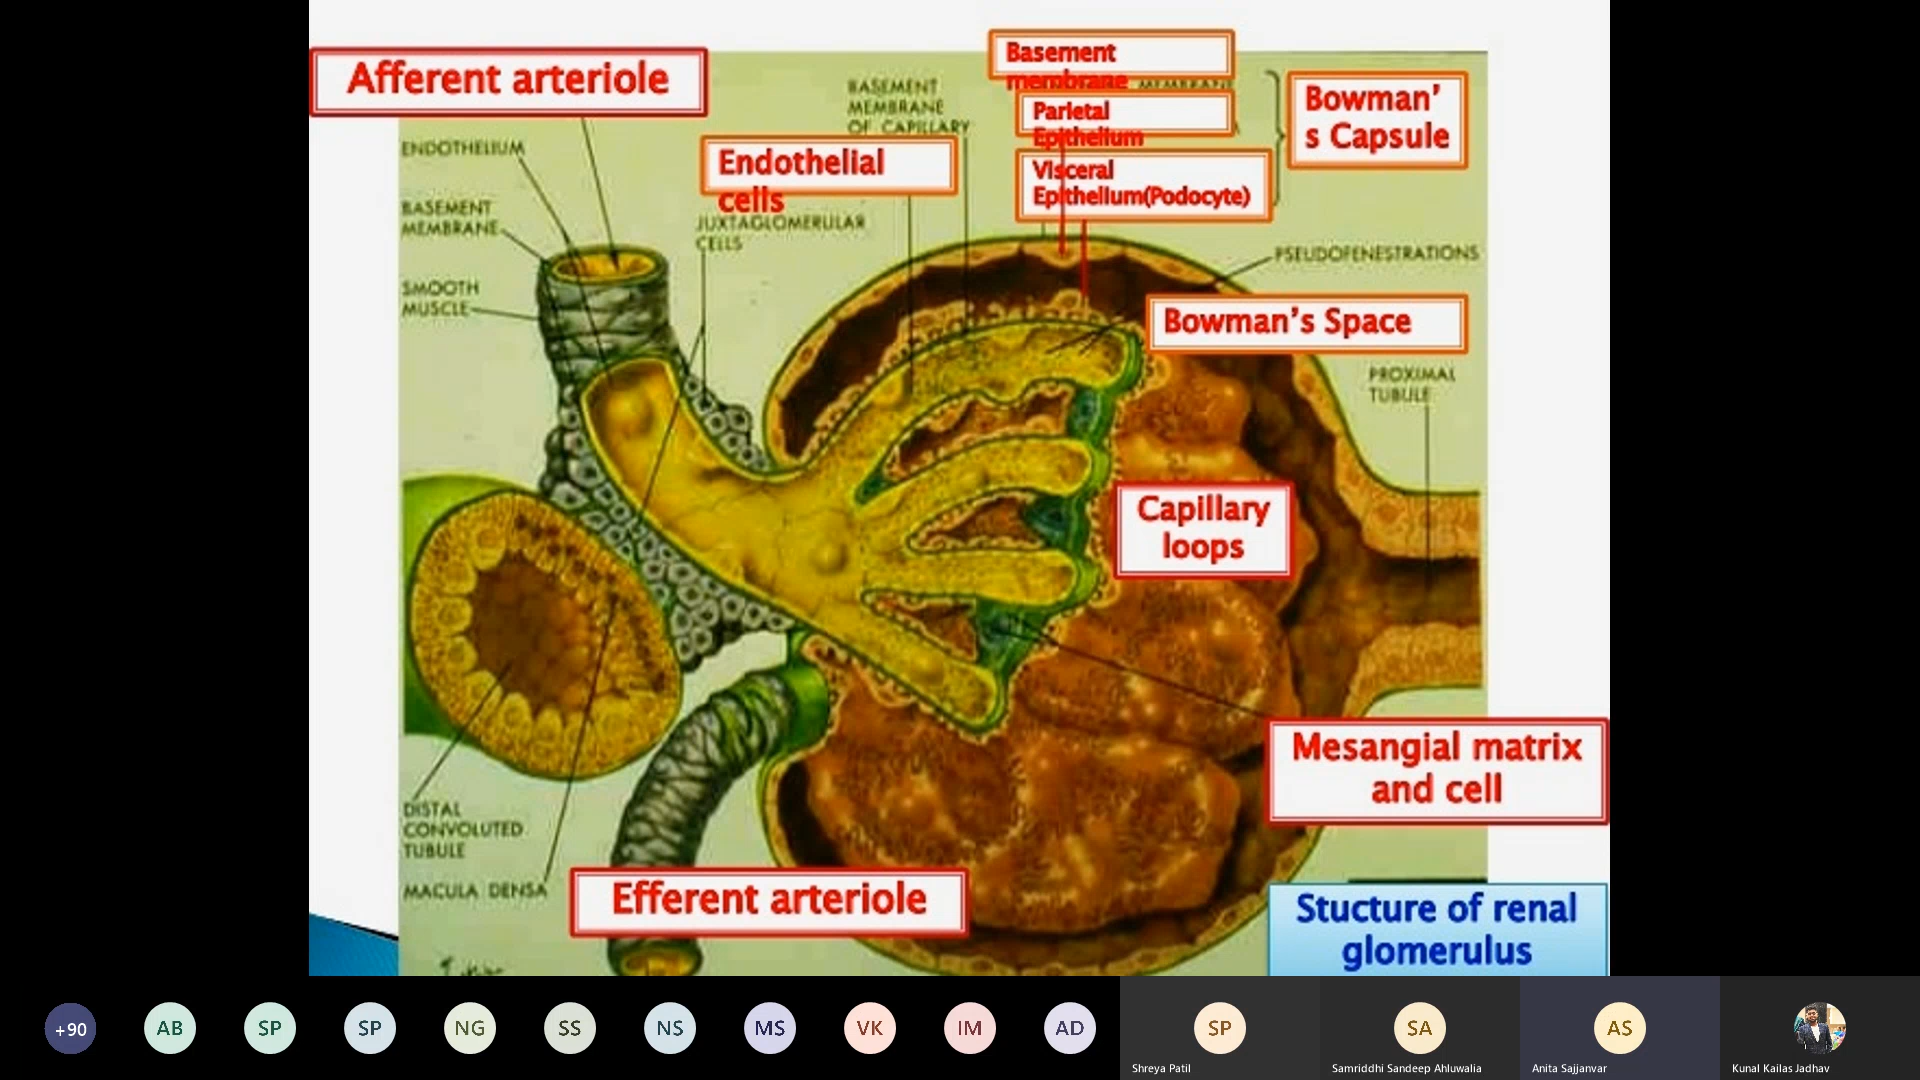 Afferent arteriole
Basement
membrane
MEMBRANE
BASEMENT
MEMBRANE
OF CAPILLARY
Parietal
Epithelium
Bowman’
s Capsule
ENDOTHELIUM
Endothelial
cells
Visceral
Epithelium(Podocyte)
BASEMENT
MEMBRANE
JUXTAGLOMERULAR
CELLS
PSEUDOFENESTRATIONS
SMOOTH
MUSCLE
Bowman’s Space
PROXIMAL
TUBULE
Capillary
loops
Mesangial matrix
and cell
DISTAL
CONVOLUTED
TUBULE
MACULA DENSA
Efferent arteriole
Stucture of renal
glomerulus
+90
AB
SP
SP
NG
SS
NS
MS
VK
IM
AD
SP
SA
AS
Shreya Patil
Samriddhi Sandeep Ahluwalia
Anita Sajjanvar
Kunal Kailas Jadhav